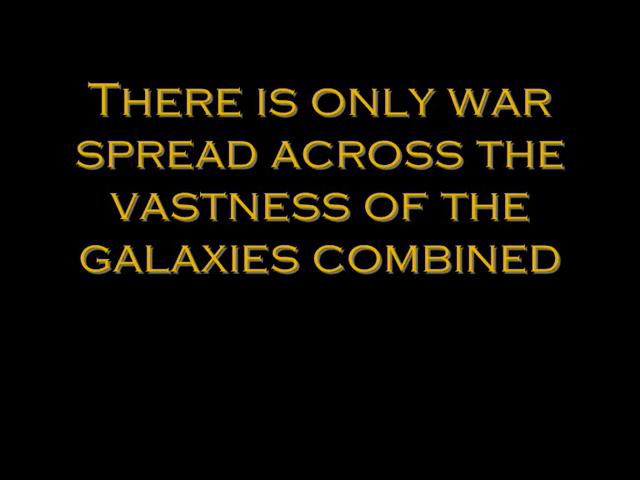 There is only war
spread across the
vastness of the
galaxies combined